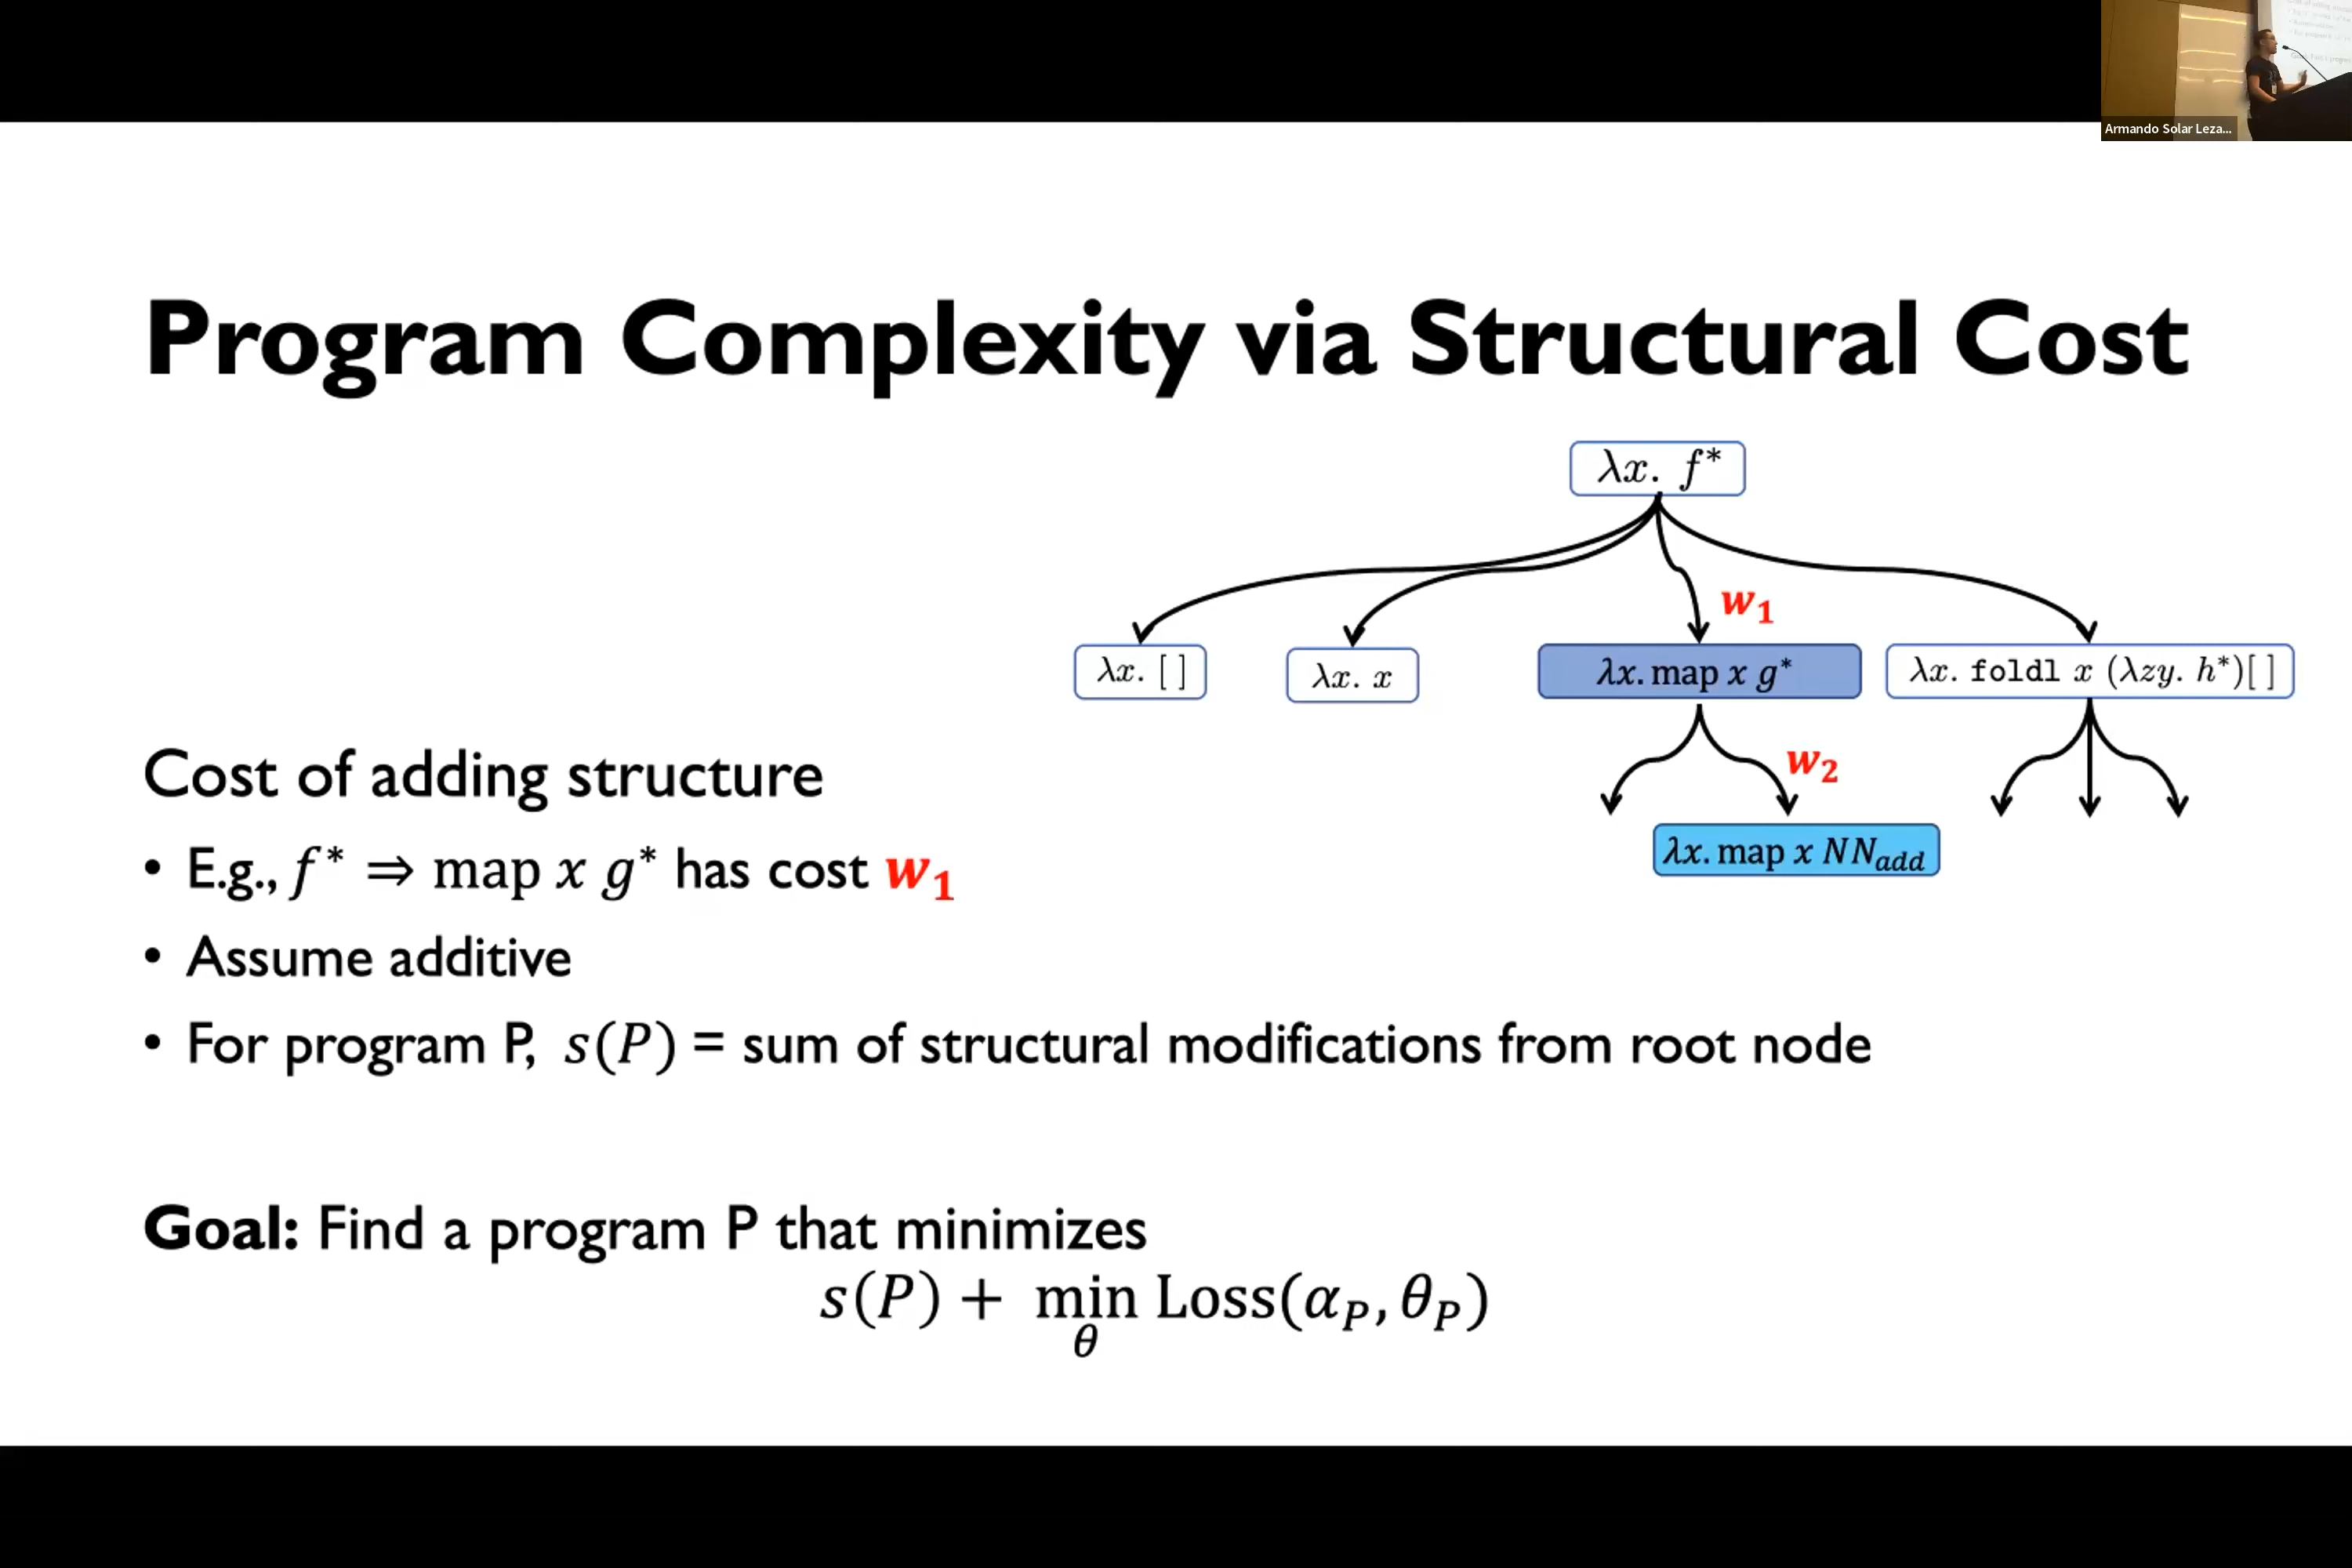 Armando Solar Leza...
Program Complexity via Structural Cost
λx. f*
w₁
λx. [ ]
λx. x
λx. map x g*
λx. foldl x (λzy. h*)[ ]
w₂
λx. map x NN_add
Cost of adding structure
• E.g., f* ⇒ map x g* has cost w₁
• Assume additive
• For program P, s(P) = sum of structural modifications from root node
Goal: Find a program P that minimizes
s(P) + min Loss(α_P, θ_P)
θ